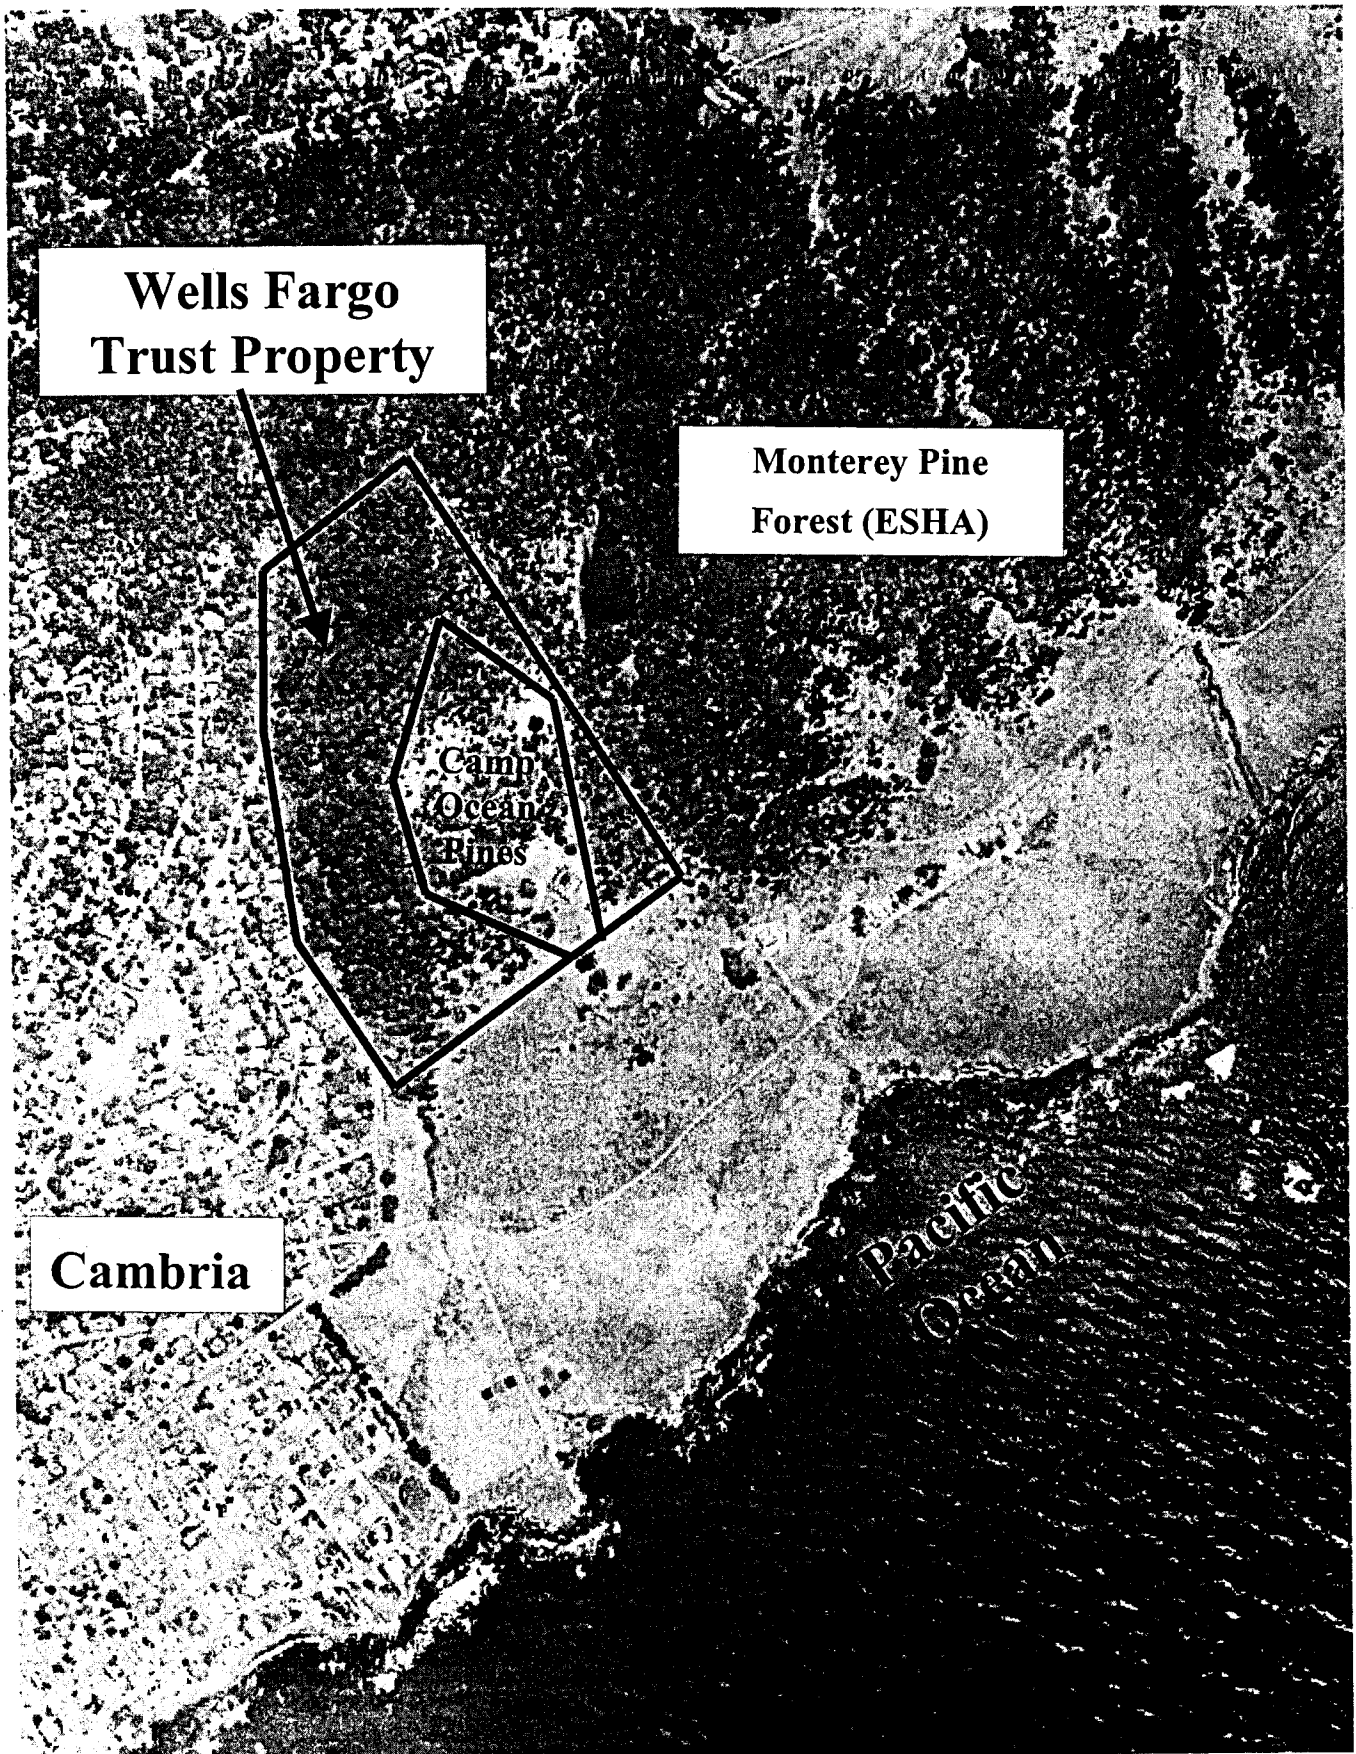 Wells Fargo
Trust Property
Monterey Pine
Forest (ESHA)
Camp
Ocean
Pines
Pacific
Ocean
Cambria